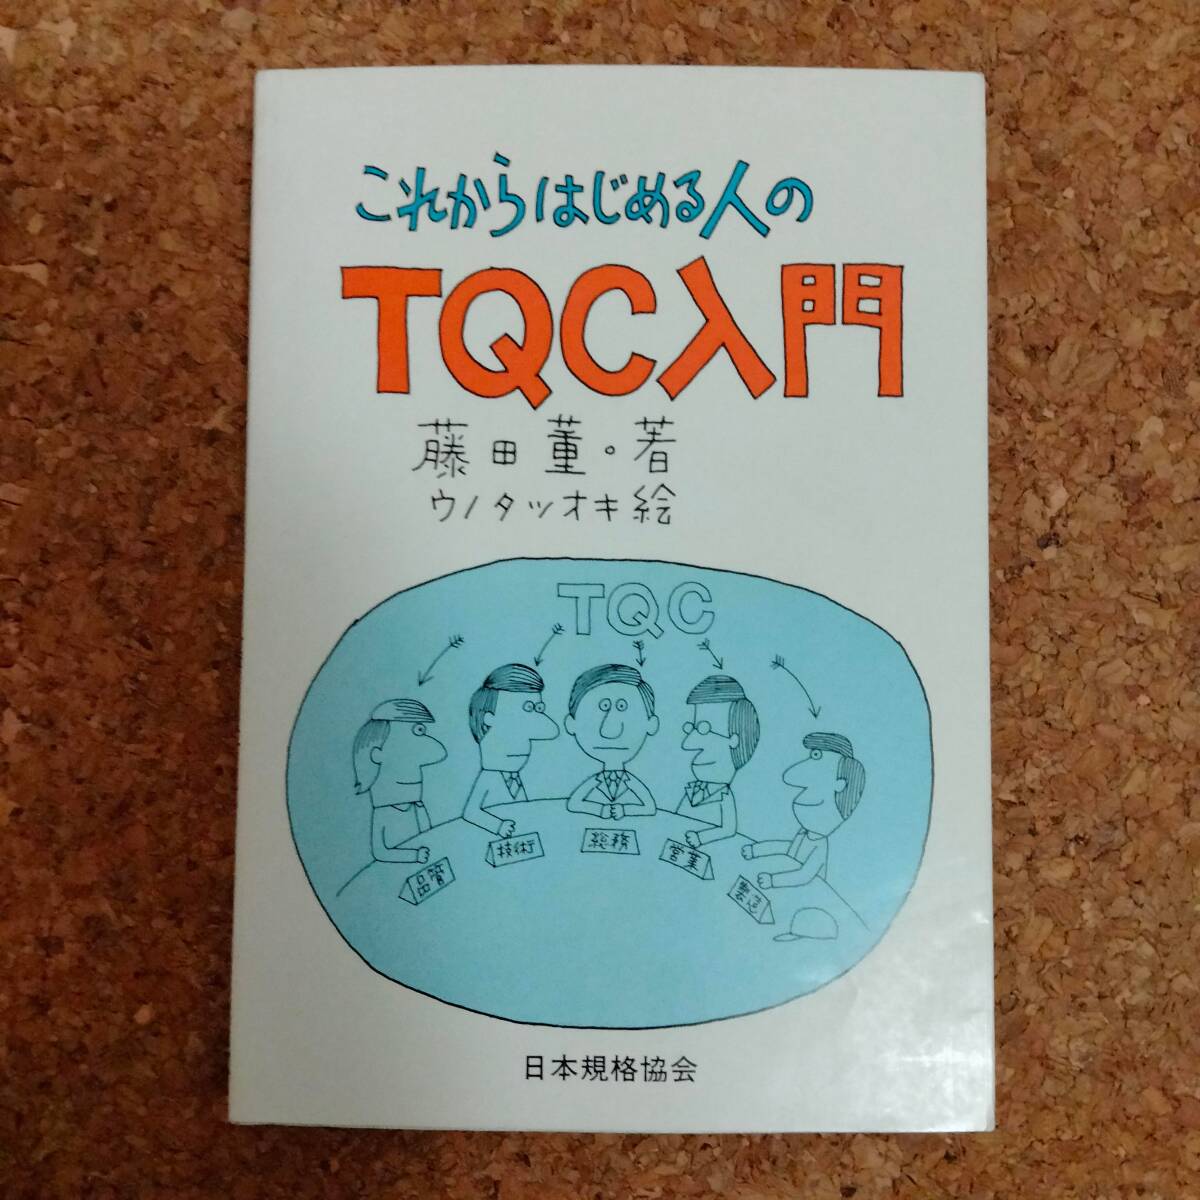 これからはじめる人の
TQC入門
藤田董・著
ウノタツオキ絵
TQC
品管
技術
総務
営業
製造
日本規格協会